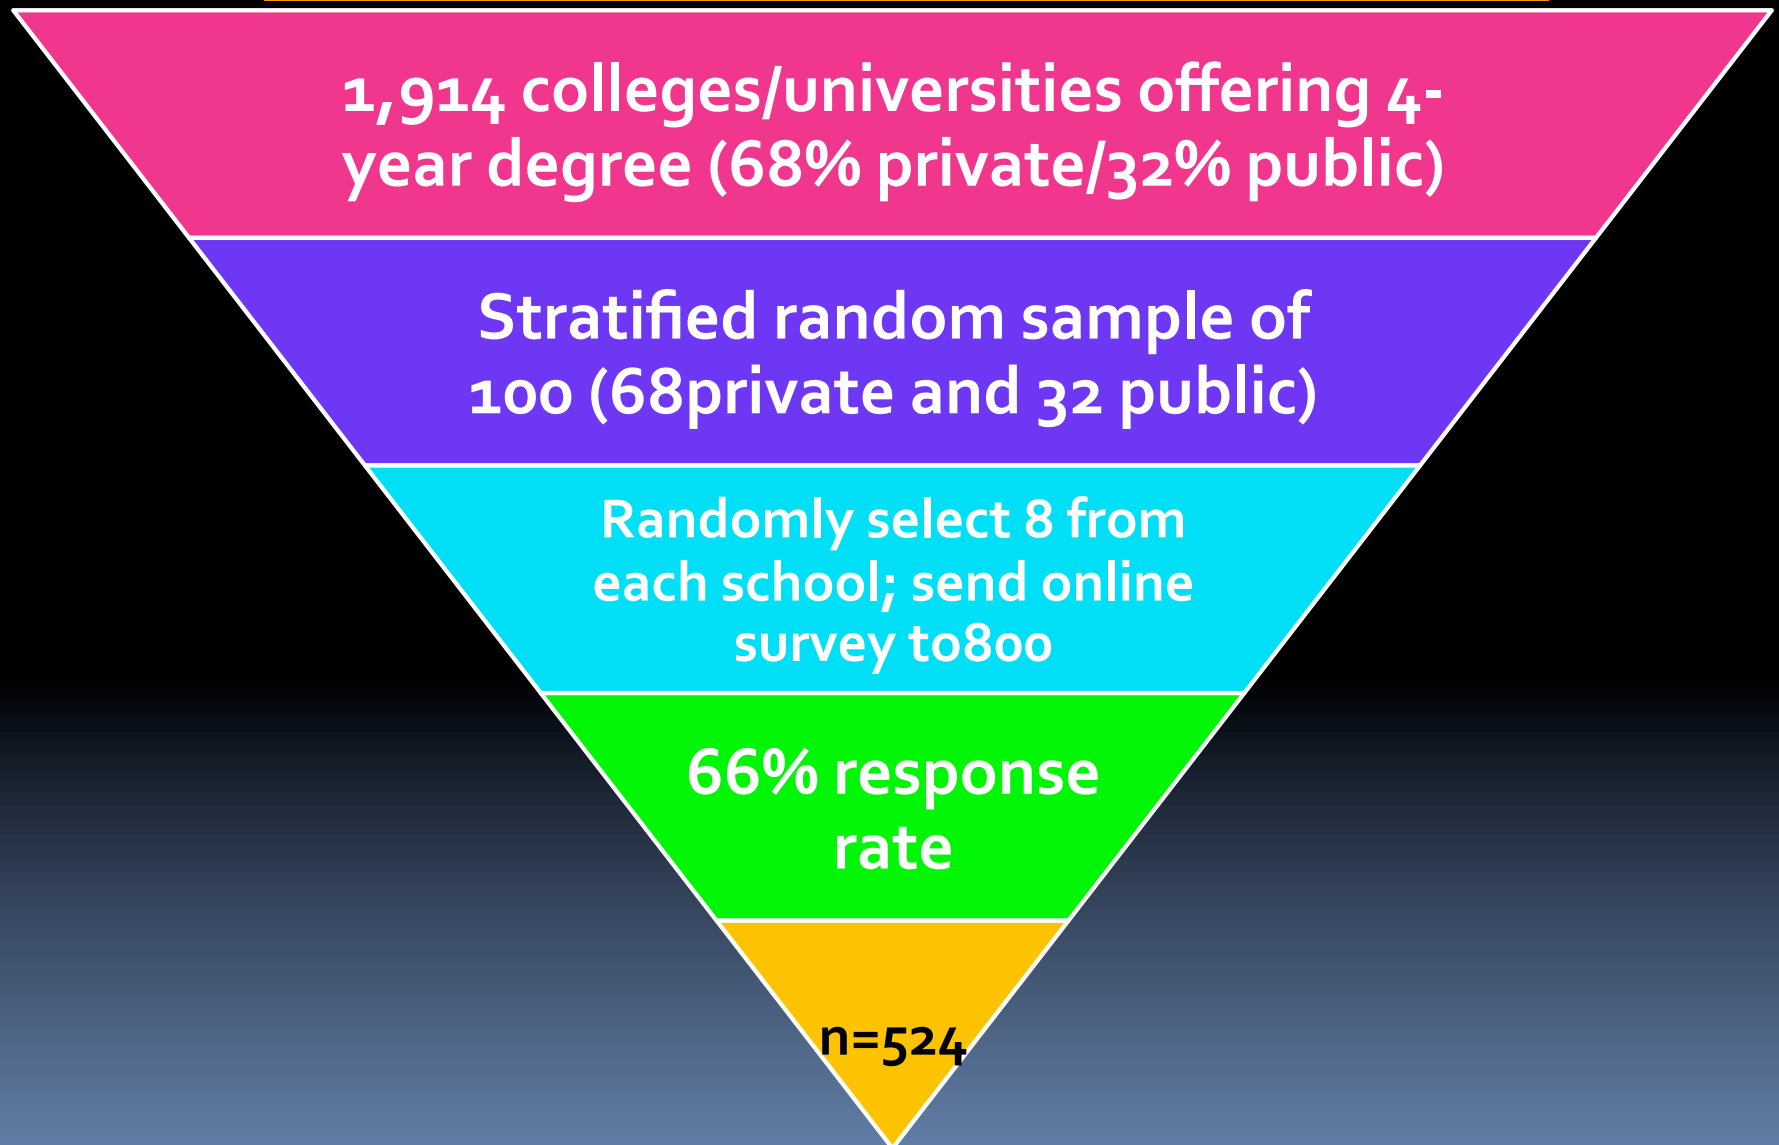 1,914 colleges/universities offering 4-
year degree (68% private/32% public)
Stratified random sample of
100 (68private and 32 public)
Randomly select 8 from
each school; send online
survey to800
66% response
rate
n=524